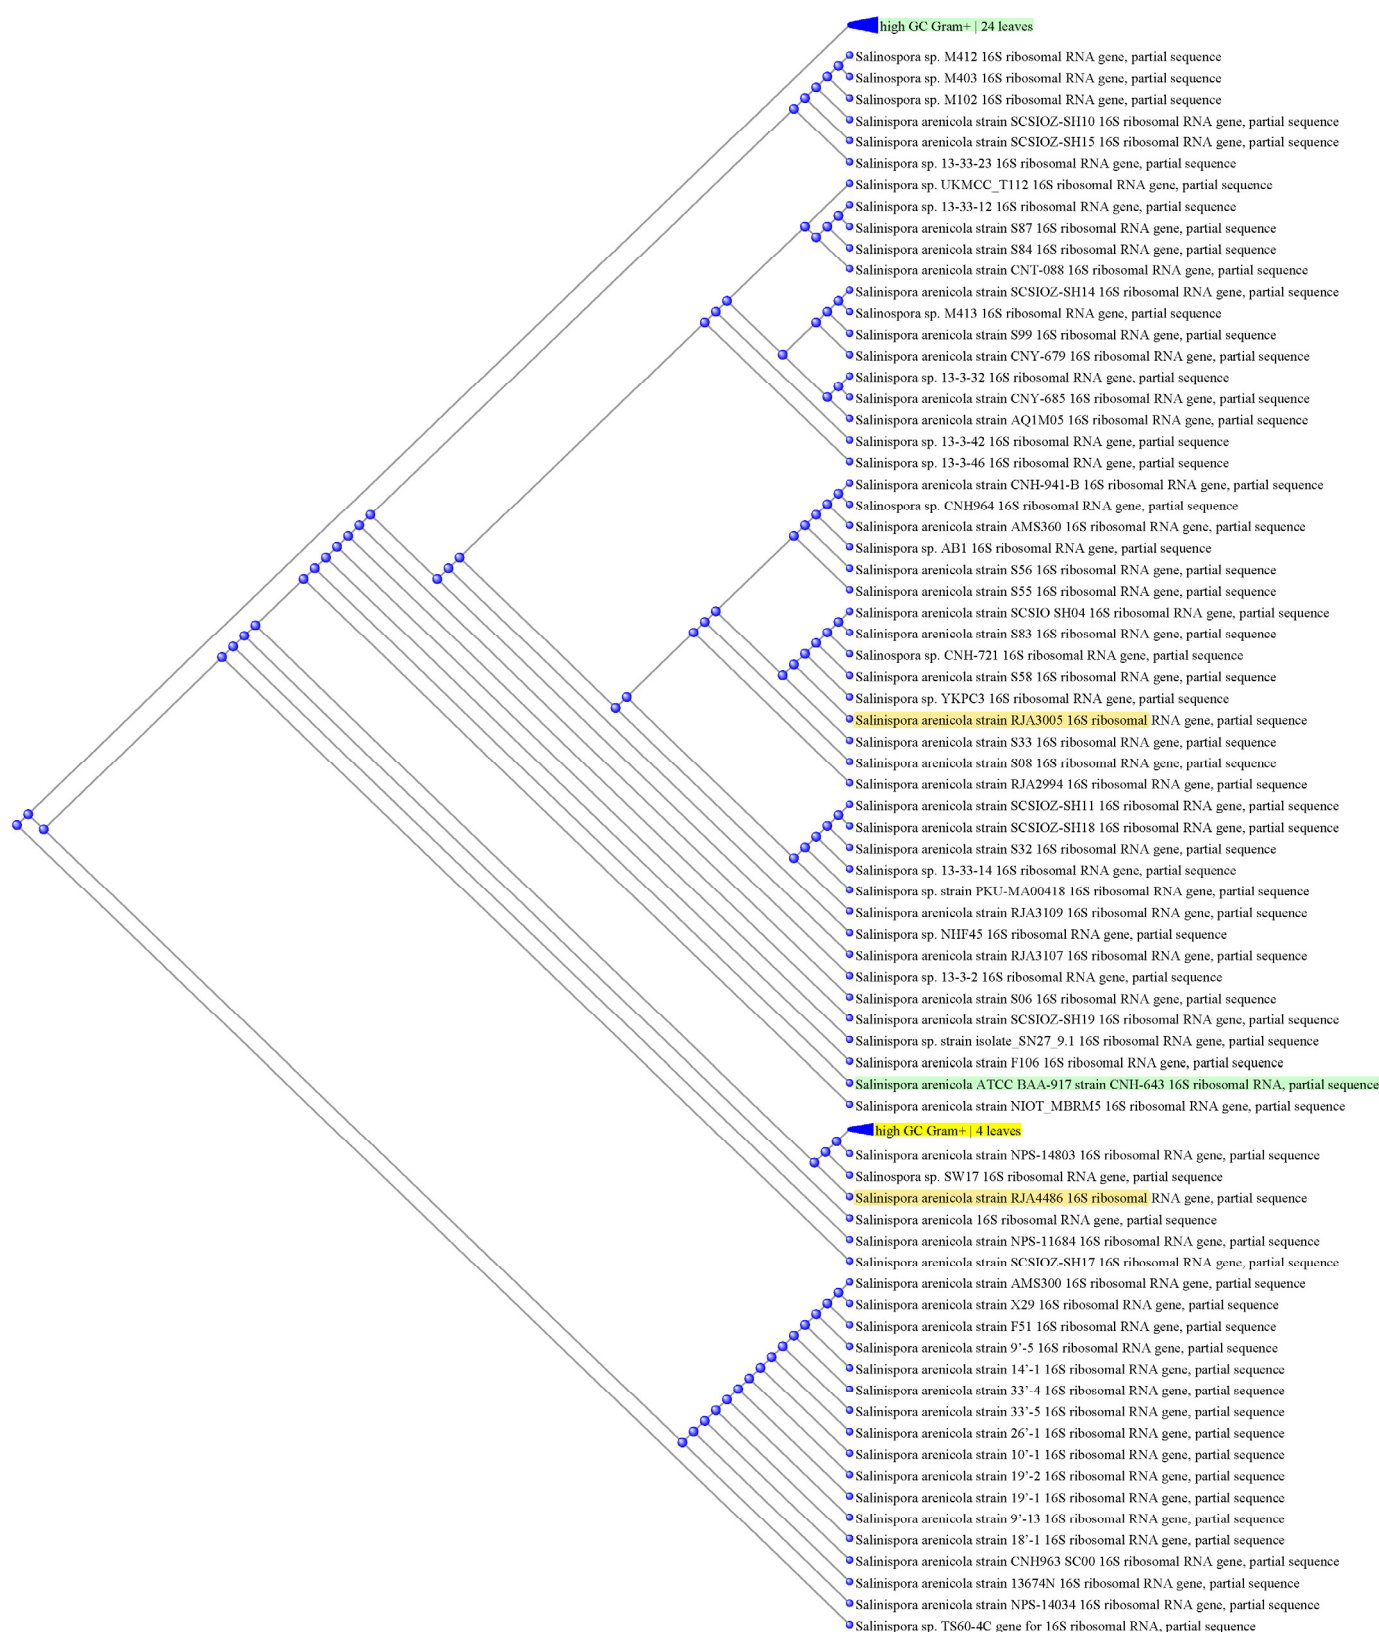 high GC Gram+ | 24 leaves
Salinospora sp. M412 16S ribosomal RNA gene, partial sequence
Salinospora sp. M403 16S ribosomal RNA gene, partial sequence
Salinospora sp. M102 16S ribosomal RNA gene, partial sequence
Salinispora arenicola strain SCSIOZ-SH10 16S ribosomal RNA gene, partial sequence
Salinispora arenicola strain SCSIOZ-SH15 16S ribosomal RNA gene, partial sequence
Salinispora sp. 13-33-23 16S ribosomal RNA gene, partial sequence
Salinispora sp. UKMCC_T112 16S ribosomal RNA gene, partial sequence
Salinispora sp. 13-33-12 16S ribosomal RNA gene, partial sequence
Salinispora arenicola strain S87 16S ribosomal RNA gene, partial sequence
Salinispora arenicola strain S84 16S ribosomal RNA gene, partial sequence
Salinispora arenicola strain CNT-088 16S ribosomal RNA gene, partial sequence
Salinispora arenicola strain SCSIOZ-SH14 16S ribosomal RNA gene, partial sequence
Salinospora sp. M413 16S ribosomal RNA gene, partial sequence
Salinispora arenicola strain S99 16S ribosomal RNA gene, partial sequence
Salinispora arenicola strain CNY-679 16S ribosomal RNA gene, partial sequence
Salinispora sp. 13-3-32 16S ribosomal RNA gene, partial sequence
Salinispora arenicola strain CNY-685 16S ribosomal RNA gene, partial sequence
Salinispora arenicola strain AQ1M05 16S ribosomal RNA gene, partial sequence
Salinispora sp. 13-3-42 16S ribosomal RNA gene, partial sequence
Salinispora sp. 13-3-46 16S ribosomal RNA gene, partial sequence
Salinispora arenicola strain CNH-941-B 16S ribosomal RNA gene, partial sequence
Salinospora sp. CNH964 16S ribosomal RNA gene, partial sequence
Salinispora arenicola strain AMS360 16S ribosomal RNA gene, partial sequence
Salinispora sp. AB1 16S ribosomal RNA gene, partial sequence
Salinispora arenicola strain S56 16S ribosomal RNA gene, partial sequence
Salinispora arenicola strain S55 16S ribosomal RNA gene, partial sequence
Salinispora arenicola strain SCSIO SH04 16S ribosomal RNA gene, partial sequence
Salinispora arenicola strain S83 16S ribosomal RNA gene, partial sequence
Salinospora sp. CNH-721 16S ribosomal RNA gene, partial sequence
Salinispora arenicola strain S58 16S ribosomal RNA gene, partial sequence
Salinispora sp. YKPC3 16S ribosomal RNA gene, partial sequence
Salinispora arenicola strain RJA3005 16S ribosomal RNA gene, partial sequence
Salinispora arenicola strain S33 16S ribosomal RNA gene, partial sequence
Salinispora arenicola strain S08 16S ribosomal RNA gene, partial sequence
Salinispora arenicola strain RJA2994 16S ribosomal RNA gene, partial sequence
Salinispora arenicola strain SCSIOZ-SH11 16S ribosomal RNA gene, partial sequence
Salinispora arenicola strain SCSIOZ-SH18 16S ribosomal RNA gene, partial sequence
Salinispora arenicola strain S32 16S ribosomal RNA gene, partial sequence
Salinispora sp. 13-33-14 16S ribosomal RNA gene, partial sequence
Salinispora sp. strain PKU-MA00418 16S ribosomal RNA gene, partial sequence
Salinispora arenicola strain RJA3109 16S ribosomal RNA gene, partial sequence
Salinispora sp. NHF45 16S ribosomal RNA gene, partial sequence
Salinispora arenicola strain RJA3107 16S ribosomal RNA gene, partial sequence
Salinispora sp. 13-3-2 16S ribosomal RNA gene, partial sequence
Salinispora arenicola strain S06 16S ribosomal RNA gene, partial sequence
Salinispora arenicola strain SCSIOZ-SH19 16S ribosomal RNA gene, partial sequence
Salinispora sp. strain isolate_SN27_9.1 16S ribosomal RNA gene, partial sequence
Salinispora arenicola strain F106 16S ribosomal RNA gene, partial sequence
Salinispora arenicola ATCC BAA-917 strain CNH-643 16S ribosomal RNA, partial sequence
Salinispora arenicola strain NIOT_MBRM5 16S ribosomal RNA gene, partial sequence
high GC Gram+ | 4 leaves
Salinispora arenicola strain NPS-14803 16S ribosomal RNA gene, partial sequence
Salinospora sp. SW17 16S ribosomal RNA gene, partial sequence
Salinispora arenicola strain RJA4486 16S ribosomal RNA gene, partial sequence
Salinispora arenicola 16S ribosomal RNA gene, partial sequence
Salinispora arenicola strain NPS-11684 16S ribosomal RNA gene, partial sequence
Salinispora arenicola strain SCSIOZ-SH17 16S ribosomal RNA gene, partial sequence
Salinispora arenicola strain AMS300 16S ribosomal RNA gene, partial sequence
Salinispora arenicola strain X29 16S ribosomal RNA gene, partial sequence
Salinispora arenicola strain F51 16S ribosomal RNA gene, partial sequence
Salinispora arenicola strain 9'-5 16S ribosomal RNA gene, partial sequence
Salinispora arenicola strain 14'-1 16S ribosomal RNA gene, partial sequence
Salinispora arenicola strain 33'-4 16S ribosomal RNA gene, partial sequence
Salinispora arenicola strain 33'-5 16S ribosomal RNA gene, partial sequence
Salinispora arenicola strain 26'-1 16S ribosomal RNA gene, partial sequence
Salinispora arenicola strain 10'-1 16S ribosomal RNA gene, partial sequence
Salinispora arenicola strain 19'-2 16S ribosomal RNA gene, partial sequence
Salinispora arenicola strain 19'-1 16S ribosomal RNA gene, partial sequence
Salinispora arenicola strain 9'-13 16S ribosomal RNA gene, partial sequence
Salinispora arenicola strain 18'-1 16S ribosomal RNA gene, partial sequence
Salinispora arenicola strain CNH963 SC00 16S ribosomal RNA gene, partial sequence
Salinispora arenicola strain 13674N 16S ribosomal RNA gene, partial sequence
Salinispora arenicola strain NPS-14034 16S ribosomal RNA gene, partial sequence
Salinispora sp. TS60-4C gene for 16S ribosomal RNA, partial sequence